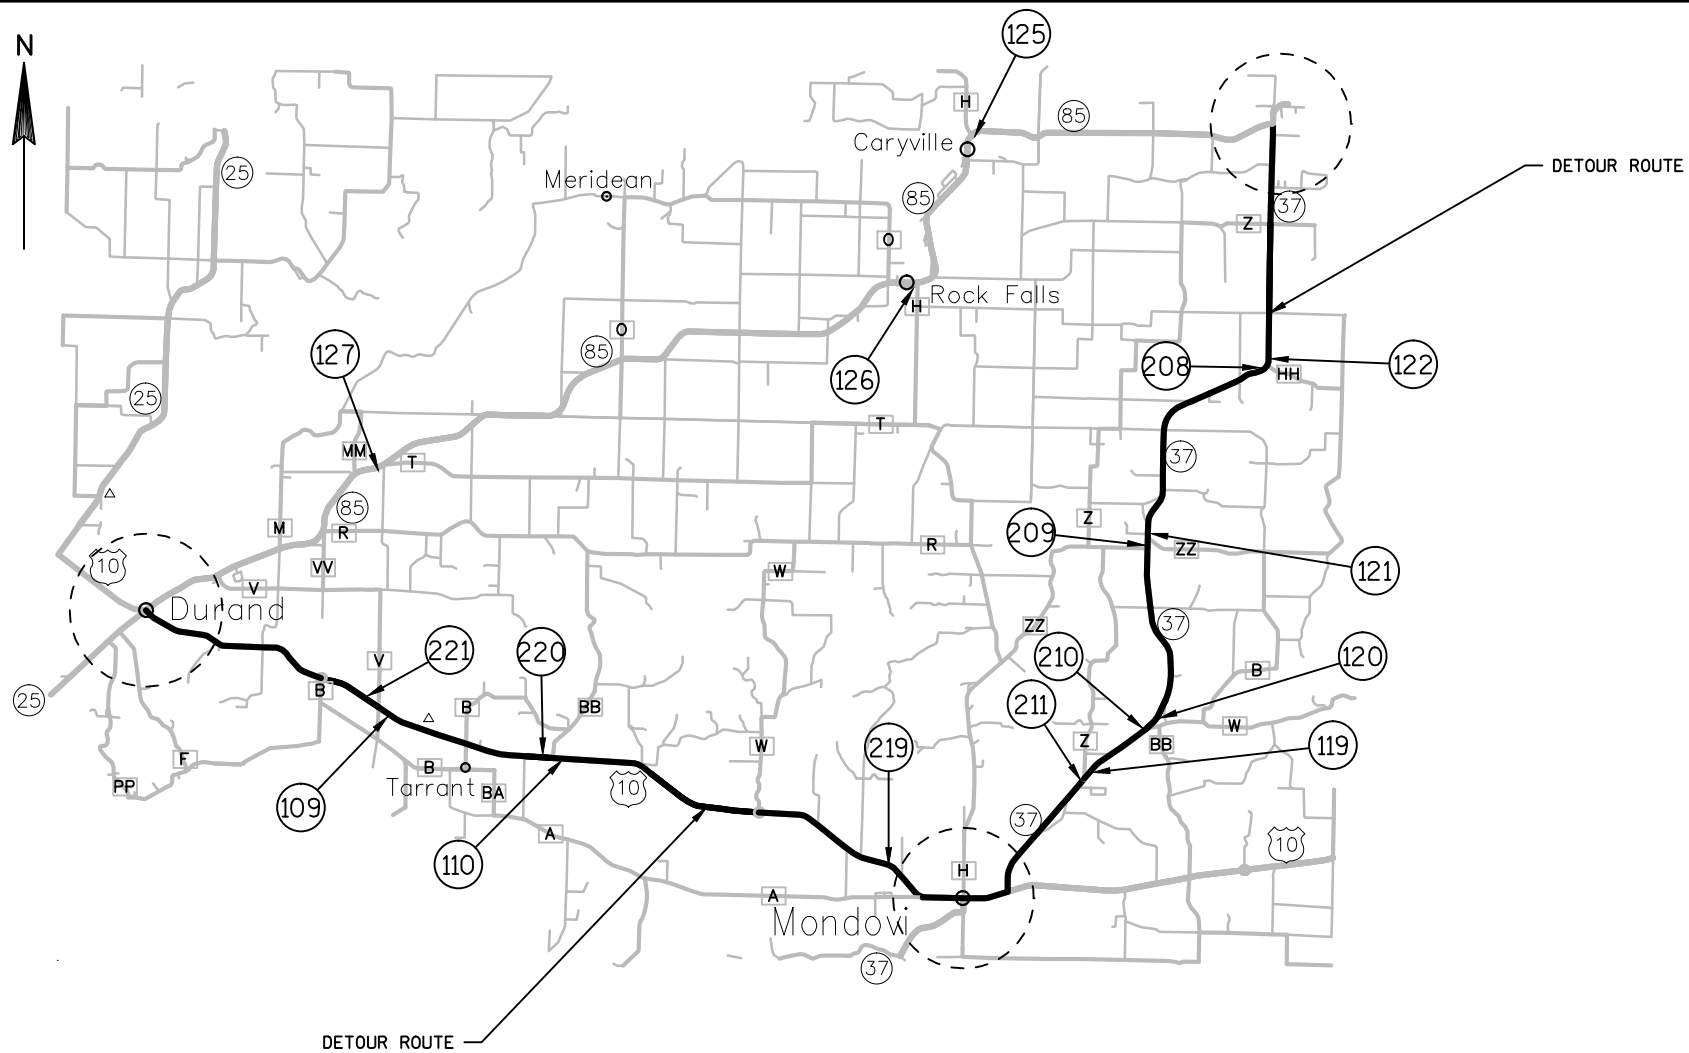 N
125
H
85
Caryville
DETOUR ROUTE
25
Meridean
85
37
Z
O
O
Rock Falls
H
127
85
126
208
122
HH
25
T
MM
T
37
85
M
R
Z
209
R
ZZ
121
10
VV
V
W
Durand
ZZ
37
221
220
210
120
V
B
B
25
B
BB
211
W
Z
BB
119
W
219
F
B
Tarrant
PP
BA
10
109
37
A
10
110
H
A
Mondovi
37
DETOUR ROUTE